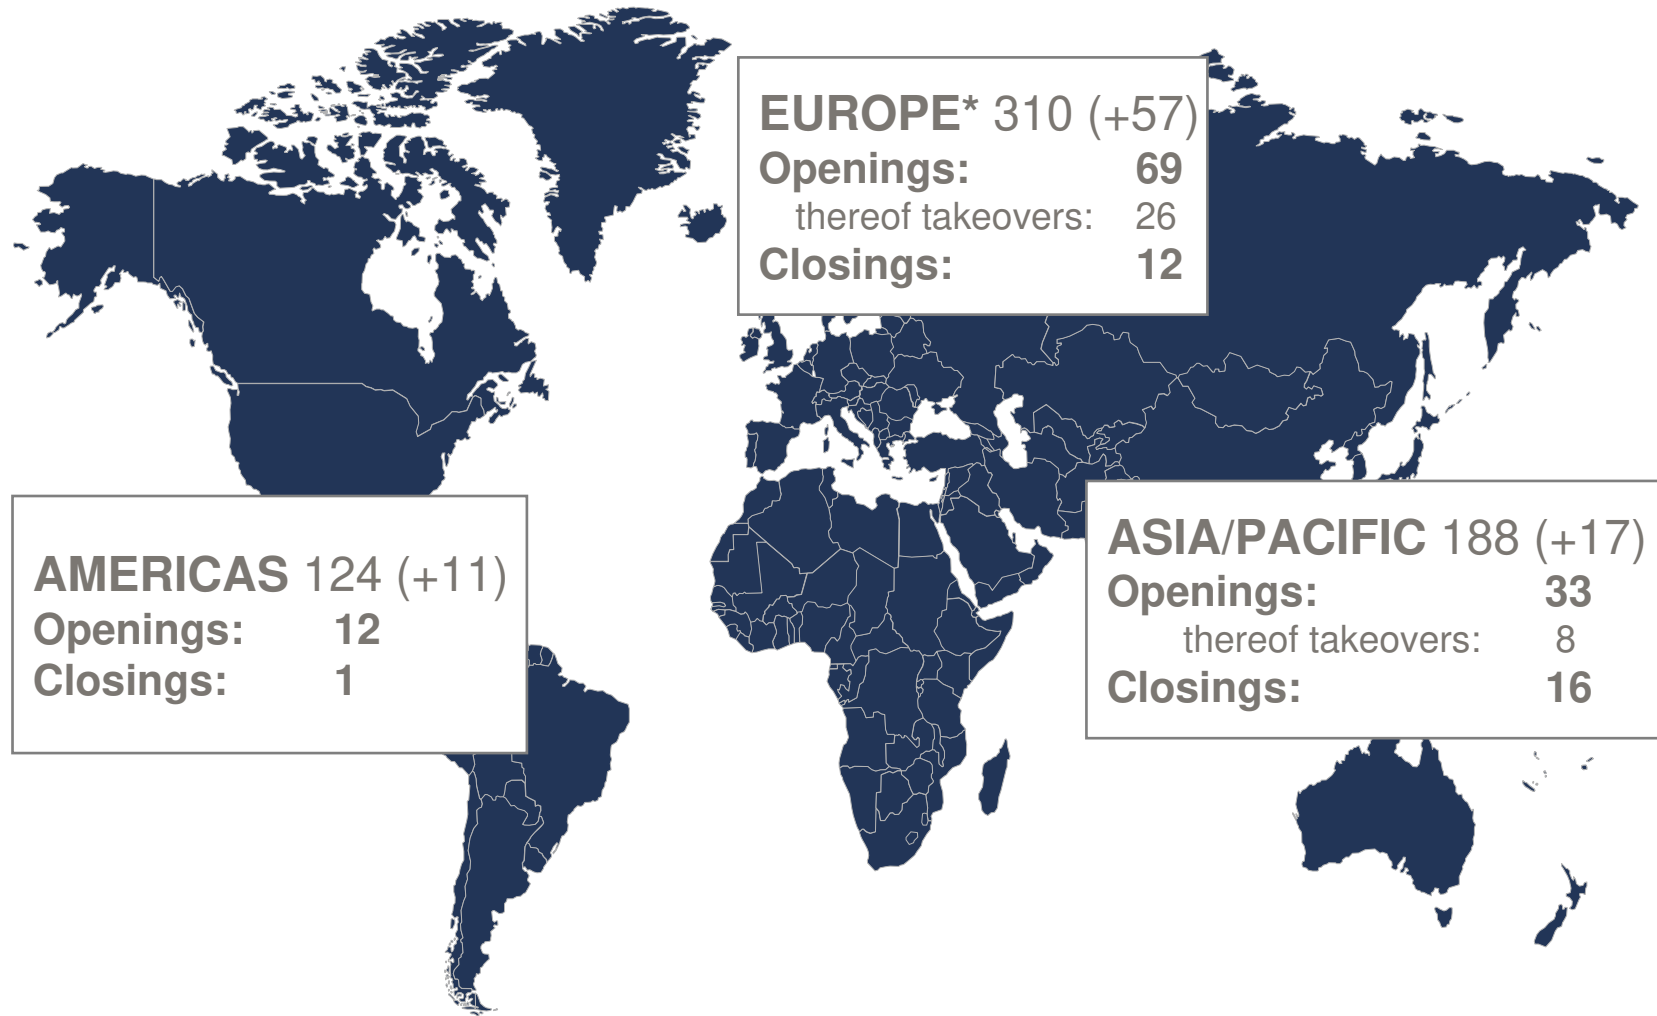 EUROPE* 310 (+57)
Openings: 69
thereof takeovers: 26
Closings: 12
AMERICAS 124 (+11)
Openings: 12
Closings: 1
ASIA/PACIFIC 188 (+17)
Openings: 33
thereof takeovers: 8
Closings: 16